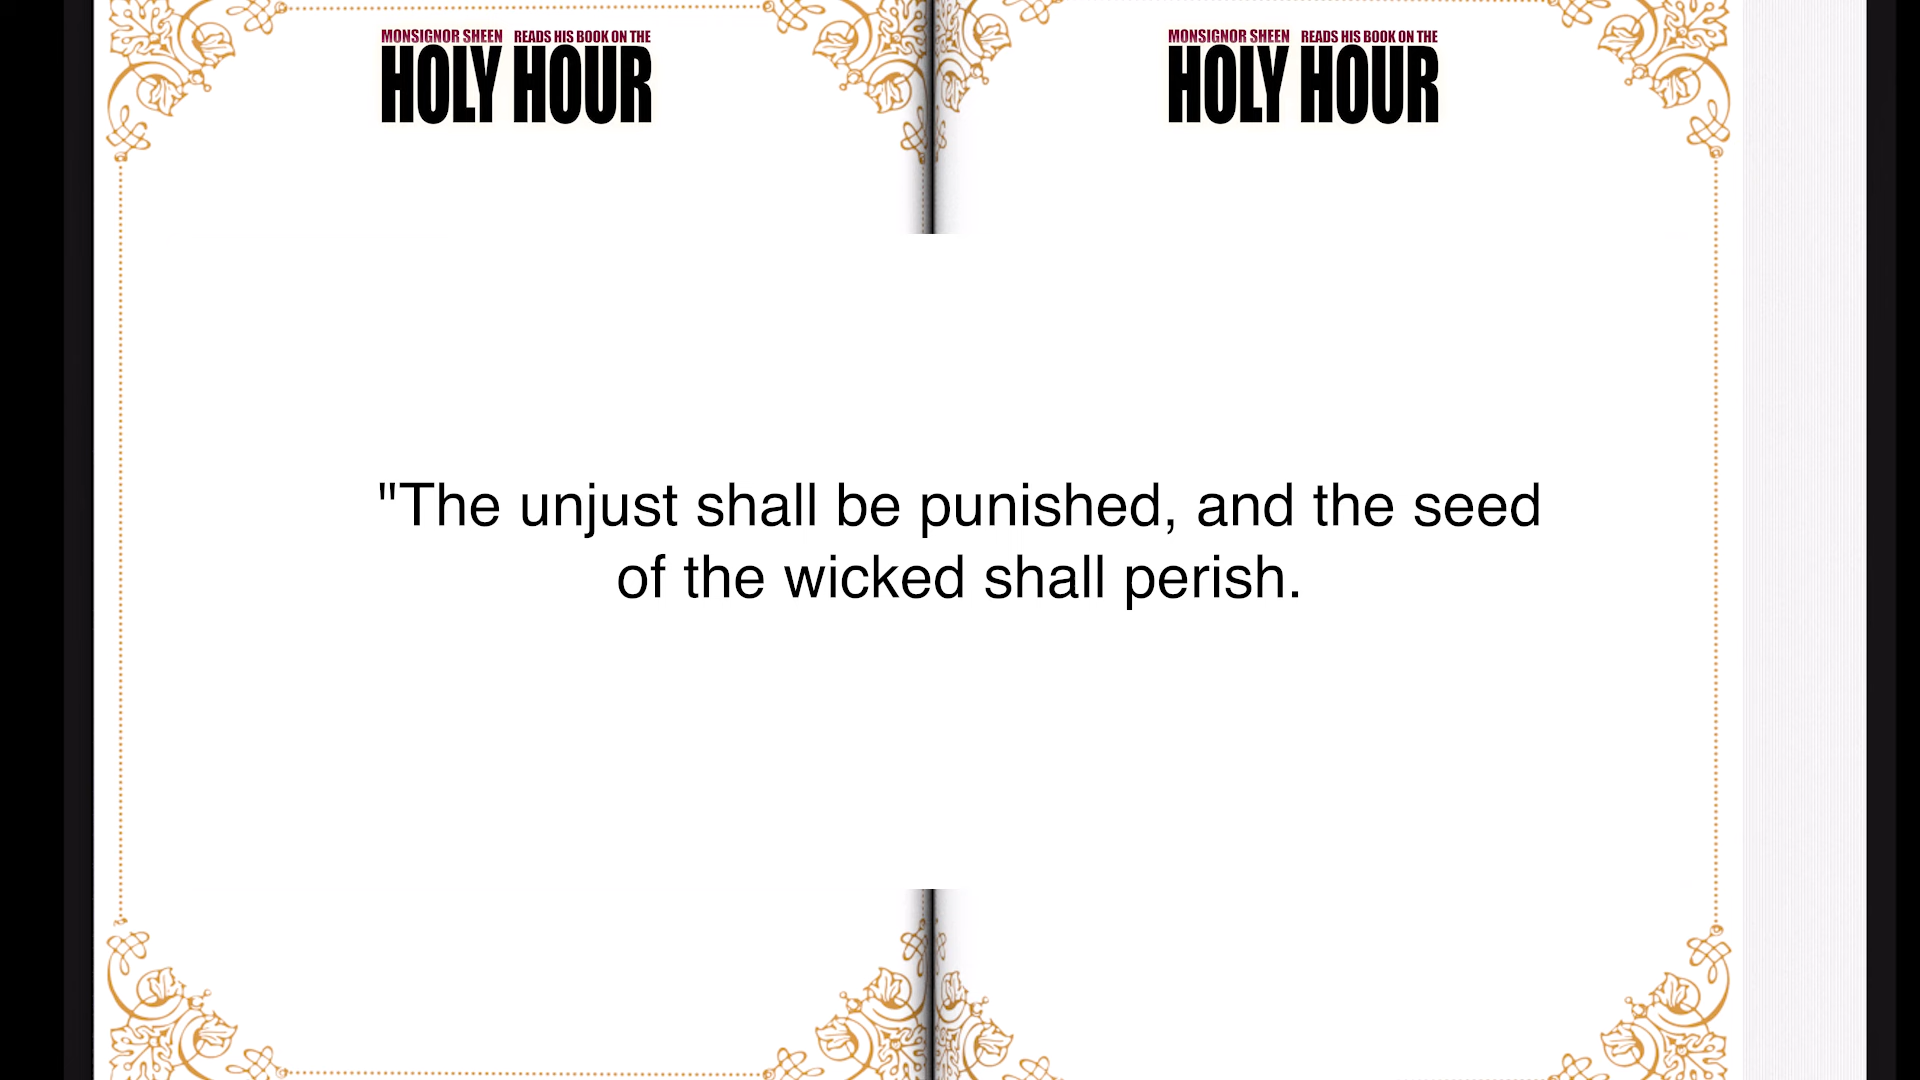 MONSIGNOR SHEEN READS HIS BOOK ON THE
HOLY HOUR
MONSIGNOR SHEEN READS HIS BOOK ON THE
HOLY HOUR
"The unjust shall be punished, and the seed
of the wicked shall perish.